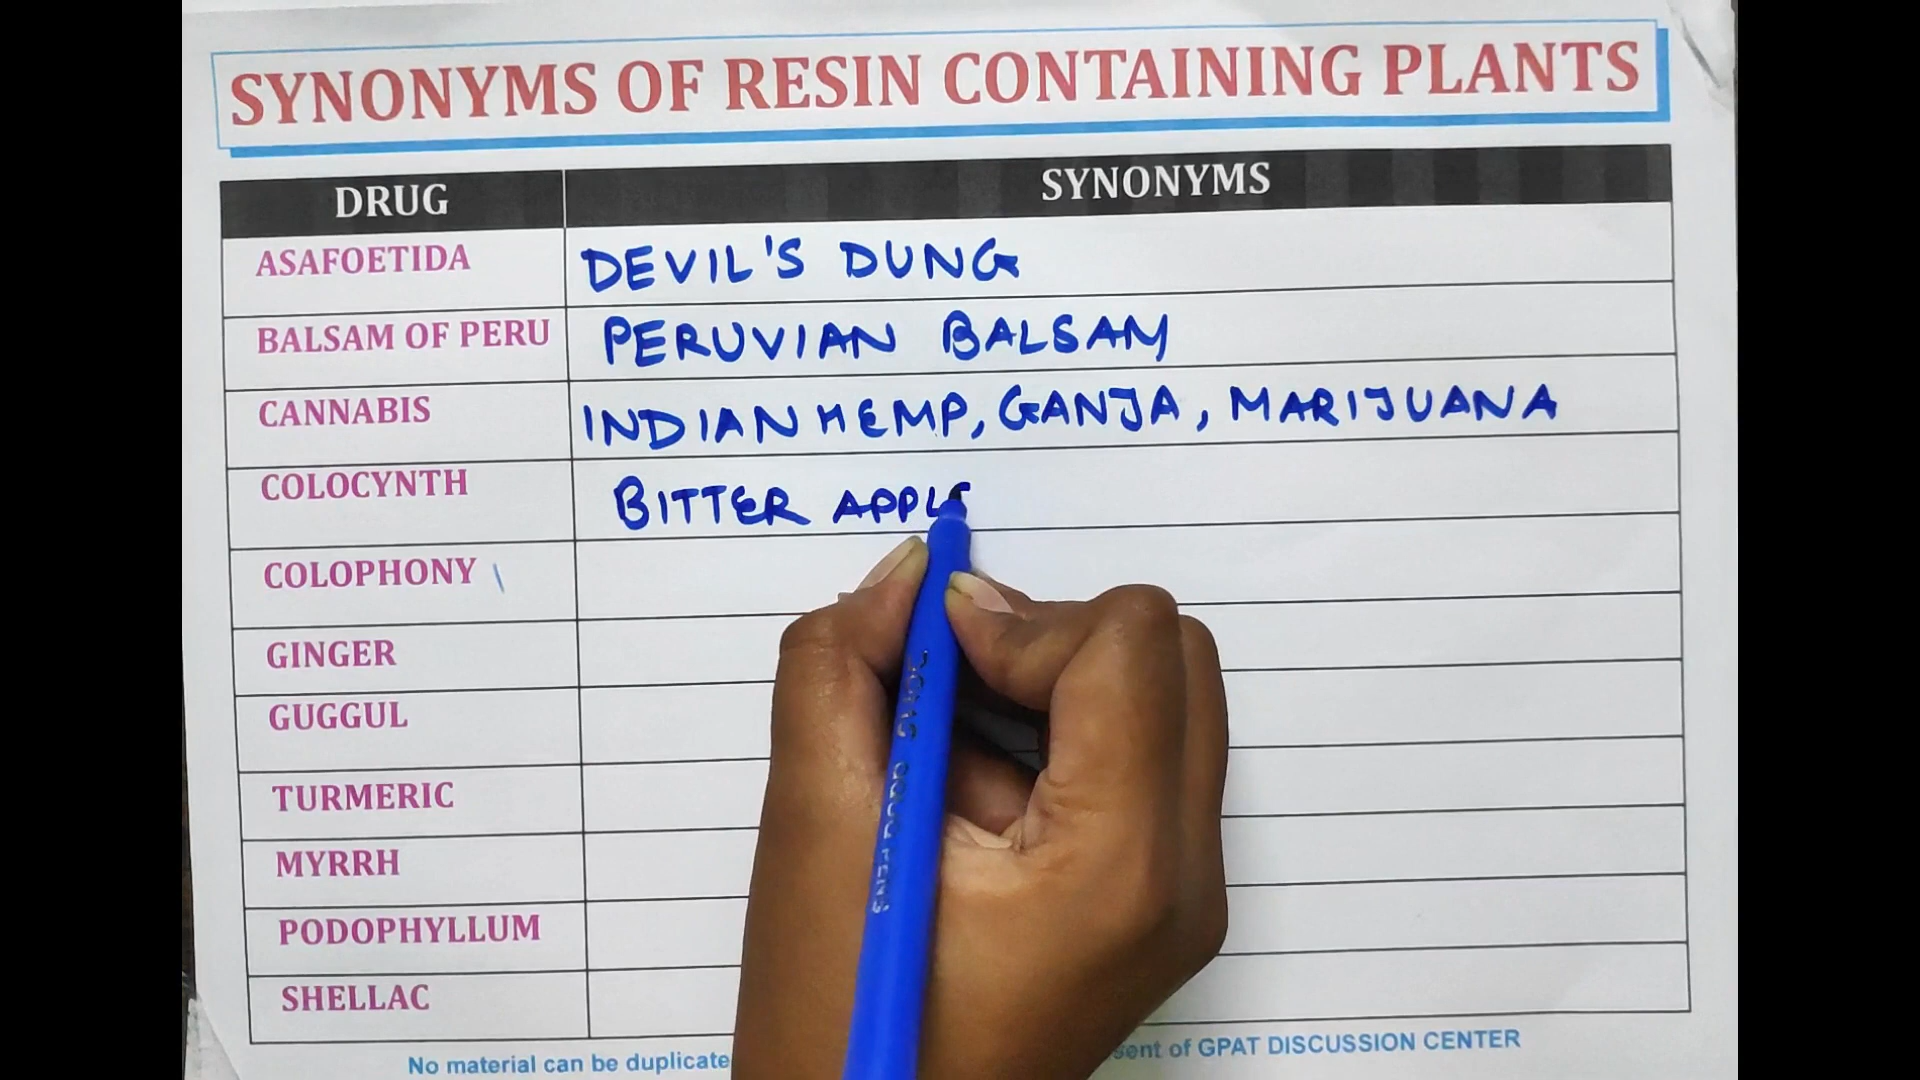 SYNONYMS OF RESIN CONTAINING PLANTS
DRUG SYNONYMS
ASAFOETIDA DEVIL'S DUNG
BALSAM OF PERU PERUVIAN BALSAM
CANNABIS INDIAN HEMP, GANJA, MARIJUANA
COLOCYNTH BITTER APPLE
COLOPHONY
GINGER
GUGGUL
TURMERIC
MYRRH
PODOPHYLLUM
SHELLAC
No material can be duplicate of GPAT DISCUSSION CENTER